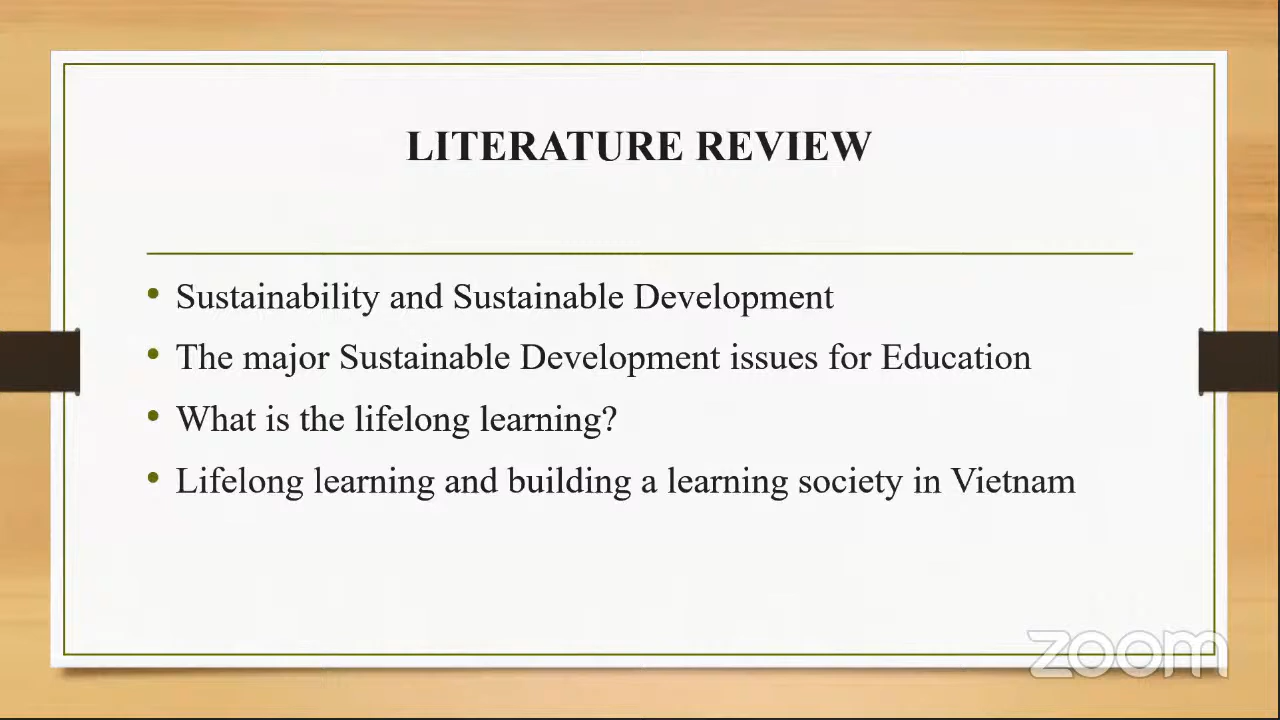 LITERATURE REVIEW
• Sustainability and Sustainable Development
• The major Sustainable Development issues for Education
• What is the lifelong learning?
• Lifelong learning and building a learning society in Vietnam
zoom